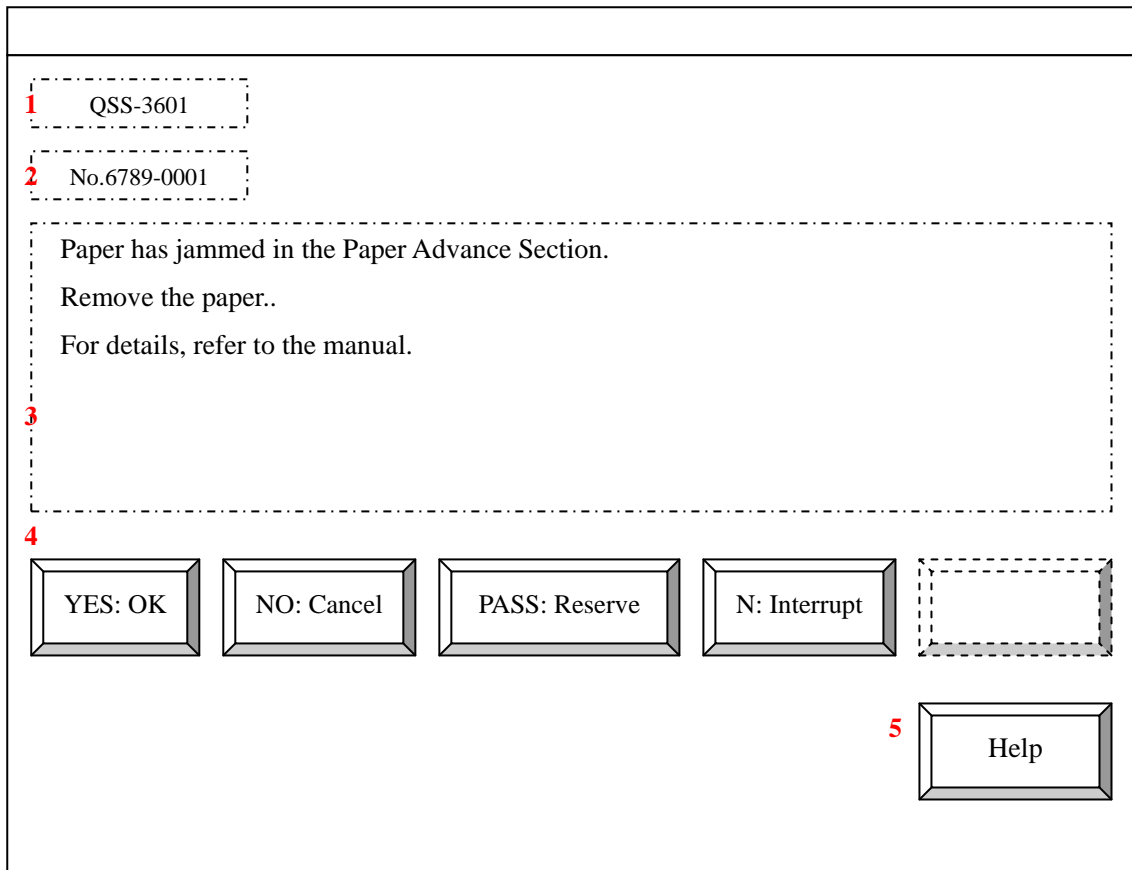 1 QSS-3601
2 No.6789-0001
Paper has jammed in the Paper Advance Section.
Remove the paper..
For details, refer to the manual.
3
4
YES: OK NO: Cancel PASS: Reserve N: Interrupt
5 Help